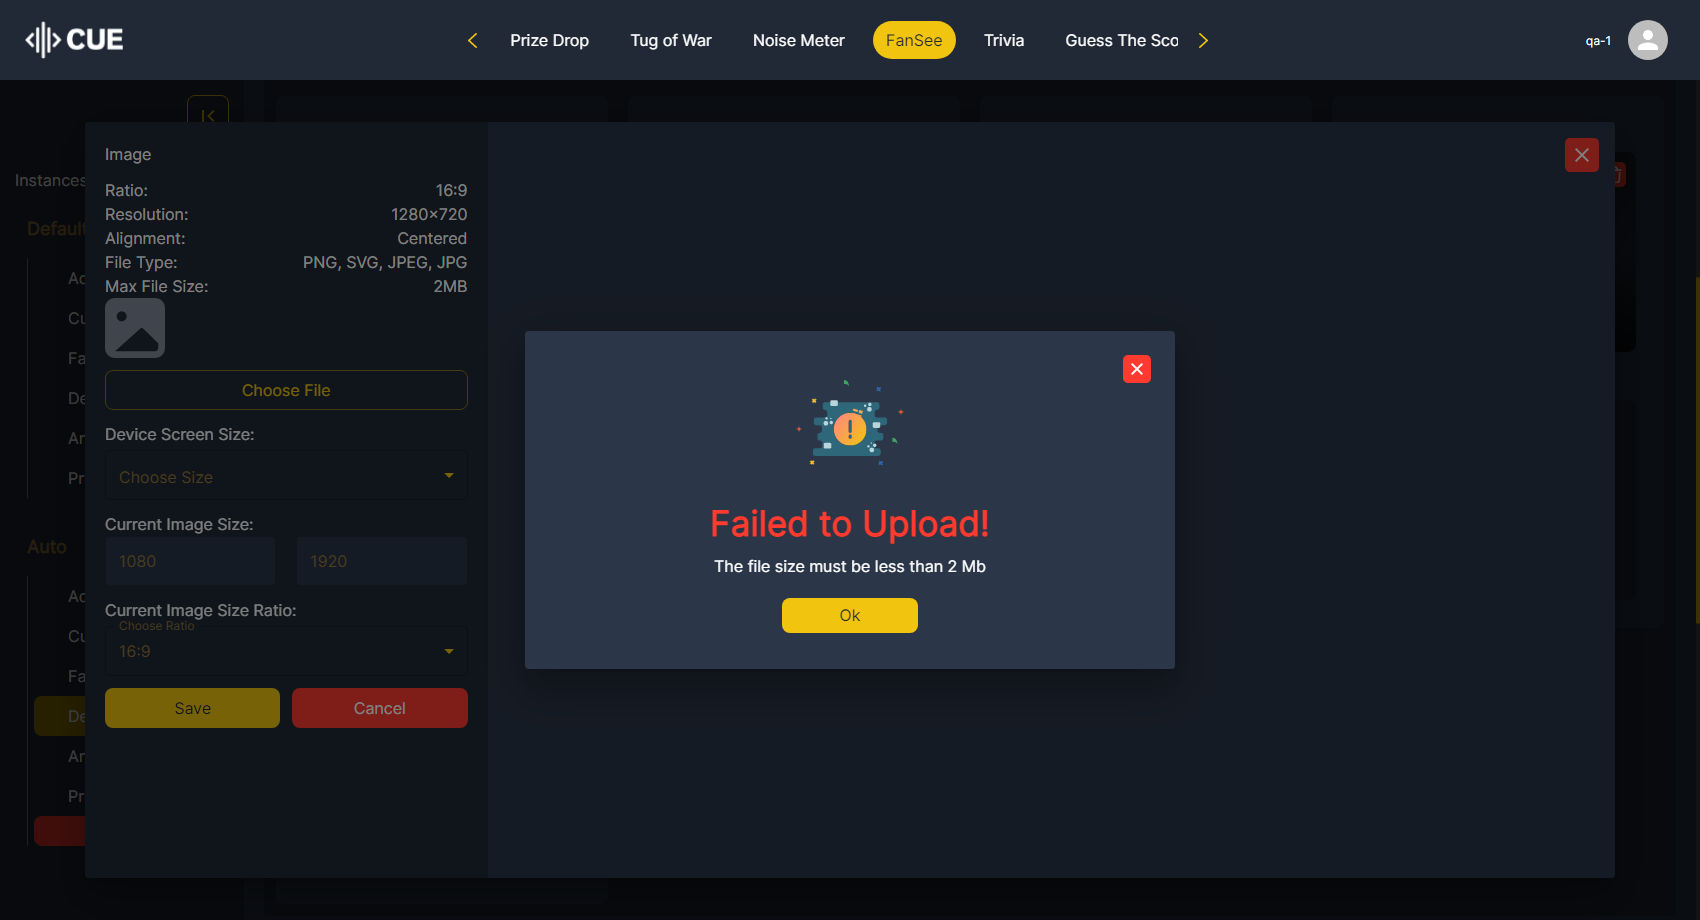 CUE
Prize Drop
Tug of War
Noise Meter
FanSee
Trivia
Guess The Sco
qa-1
Instances
Default
Ac
Cu
Fa
De
An
Pr
Auto
Ac
Cu
Fa
De
An
Pr
Image
Ratio: 16:9
Resolution: 1280×720
Alignment: Centered
File Type: PNG, SVG, JPEG, JPG
Max File Size: 2MB
Choose File
Device Screen Size:
Choose Size
Current Image Size:
1080 1920
Current Image Size Ratio:
Choose Ratio
16:9
Save Cancel
Failed to Upload!
The file size must be less than 2 Mb
Ok